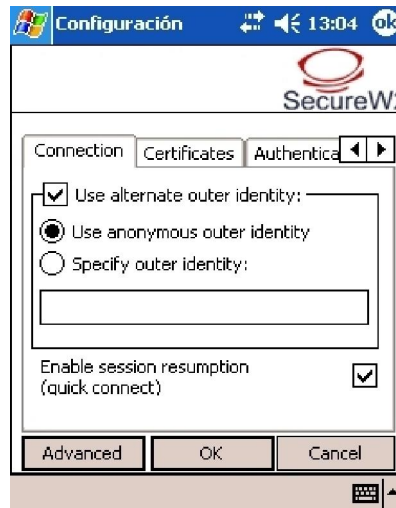 Configuración 13:04 ok
SecureW2
Connection Certificates Authentica
Use alternate outer identity:
Use anonymous outer identity
Specify outer identity:
Enable session resumption
(quick connect)
Advanced OK Cancel